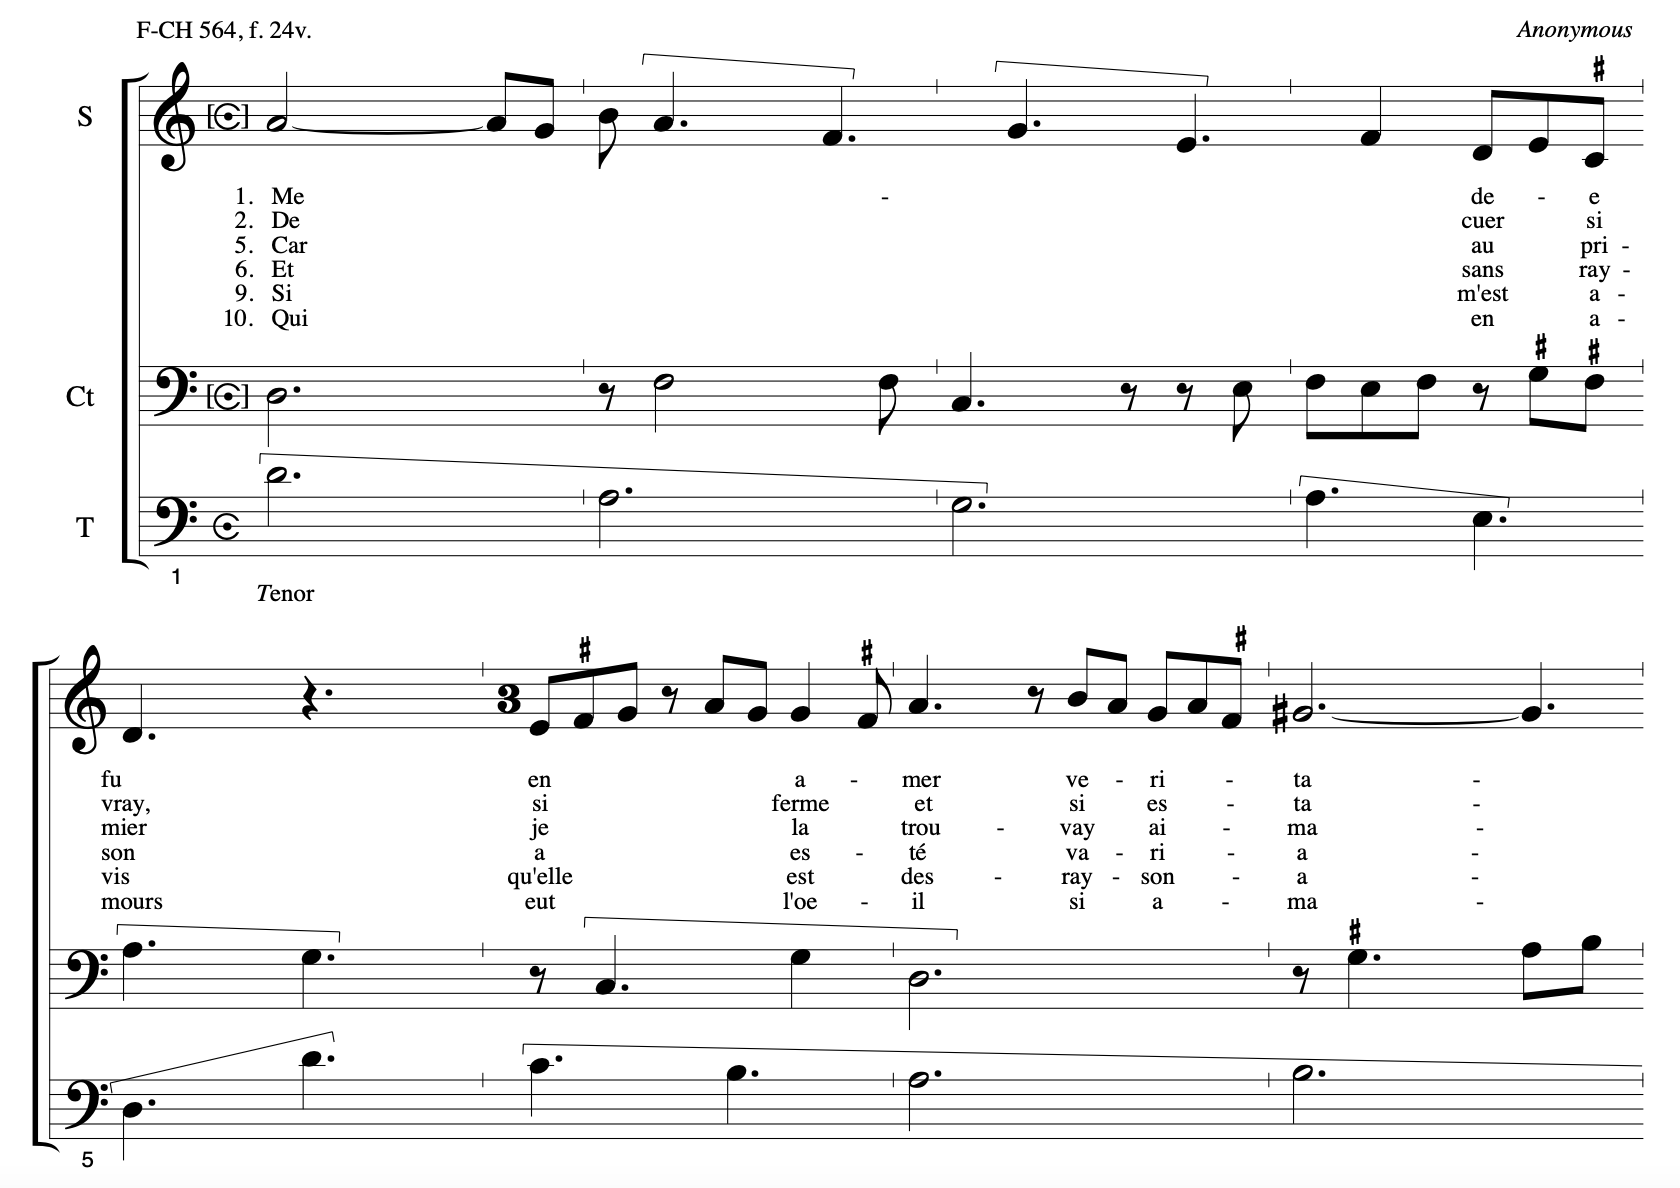 F-CH 564, f. 24v. Anonymous
S
1. Me - de - e
2. De cuer si
5. Car au pri -
6. Et sans ray -
9. Si m'est a -
10. Qui en a -
Ct
T
1
Tenor
3
fu en a - mer ve - ri - ta -
vray, si ferme et si es - ta -
mier je la trou - vay ai - ma -
son a es - té va - ri - a -
vis qu'elle est des - ray - son - a -
mours eut l'oe - il si a - ma -
5